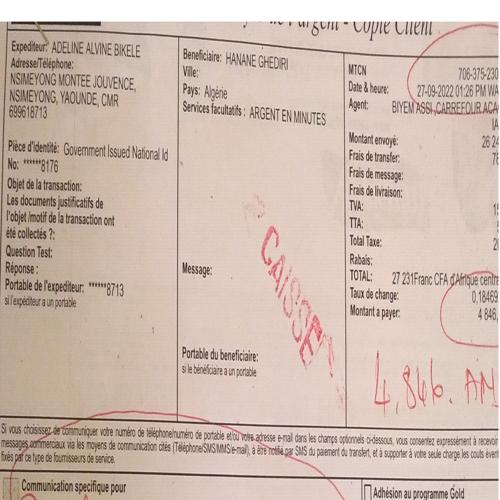 d'argent - Copie Client
Expediteur: ADELINE ALVINE BIKELE
Adresse/Téléphone:
NSIMEYONG MONTEE JOUVENCE,
NSIMEYONG, YAOUNDE, CMR
699618713
Pièce d'identité: Government Issued National Id
No: ******8176
Objet de la transaction:
Les documents justificatifs de
l'objet /motif de la transaction ont
été collectés ?:
Question Test:
Réponse :
Portable de l'expediteur: ******8713
si l'expéditeur a un portable
Beneficiaire: HANANE GHEDIRI
Ville:
Pays: Algérie
Services facultatifs : ARGENT EN MINUTES
CAISSE
Message:
Portable du beneficiaire:
si le bénéficiaire a un portable
MTCN 706-375-230
Date & heure: 27-09-2022 01:26 PM WA
Agent: BIYEM ASSI, CARREFOUR ACA
IA
Montant envoyé: 26 24
Frais de transfer: 78
Frais de message:
Frais de livraison:
TVA:
TTA:
Total Taxe: 20
Rabais:
TOTAL: 27 231Franc CFA d'Afrique centra
Taux de change: 0,18469
Montant a payer: 4 846,
4,846. AN
Si vous choisissez de communiquer votre numéro de téléphone/numéro de portable et/ou votre adresse e-mail dans les champs optionnels ci-dessous, vous consentez expressément à recevoir
messages commerciaux via les moyens de communication cités (Téléphone/SMS/MMS/e-mail), à être notifié par SMS du paiement du transfert, et à supporter à votre seule charge les coûts éven
fixés par ce type de fournisseurs de service.
Communication specifique pour
Adhésion au programme Gold